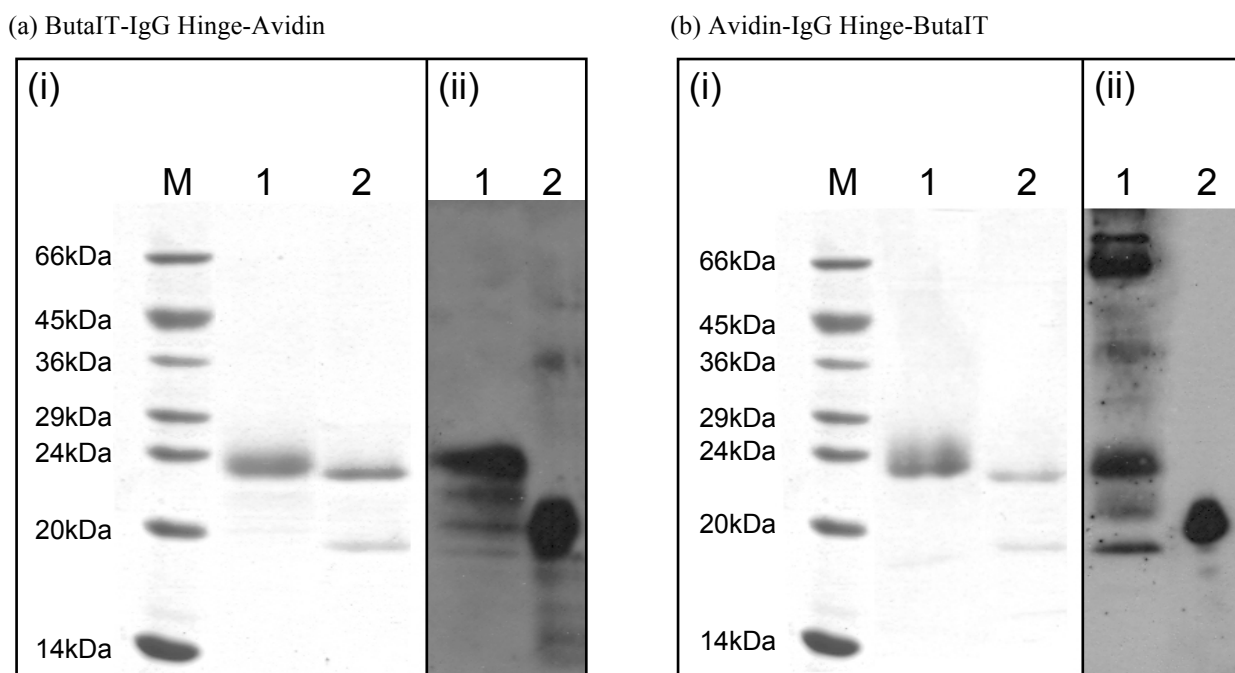 (a) ButaIT-IgG Hinge-Avidin
(i)
(ii)
M 1 2
1 2
66kDa
45kDa
36kDa
29kDa
24kDa
20kDa
14kDa
(b) Avidin-IgG Hinge-ButaIT
(i)
(ii)
M 1 2
1 2
66kDa
45kDa
36kDa
29kDa
24kDa
20kDa
14kDa